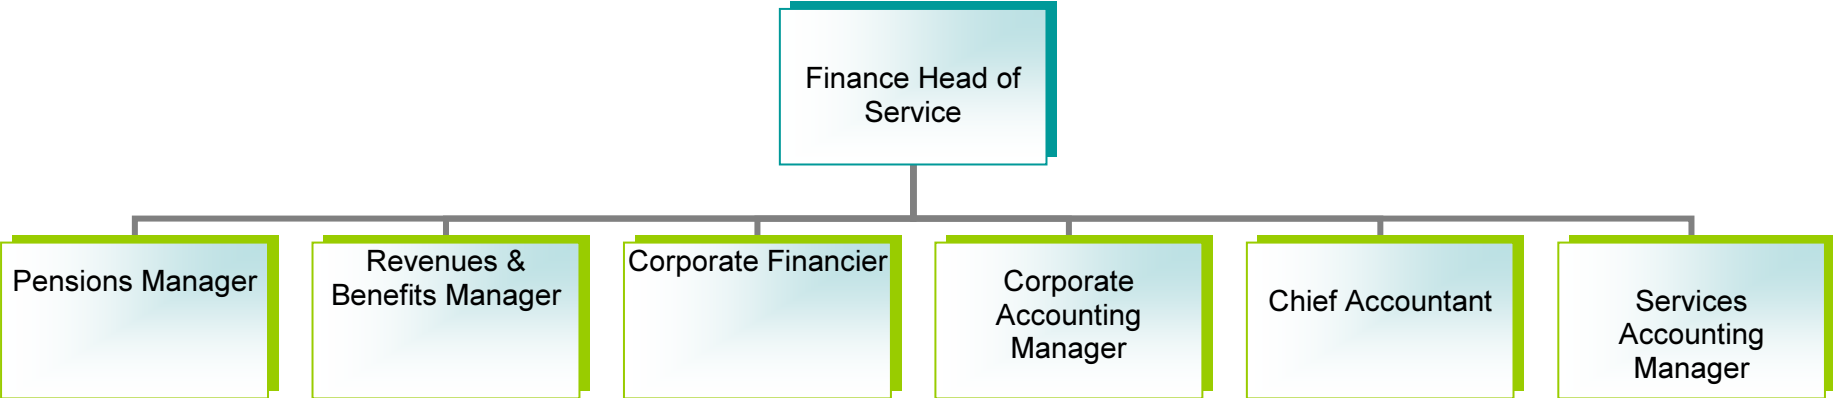 Finance Head of
Service
Pensions Manager
Revenues &
Benefits Manager
Corporate Financier
Corporate
Accounting
Manager
Chief Accountant
Services
Accounting
Manager